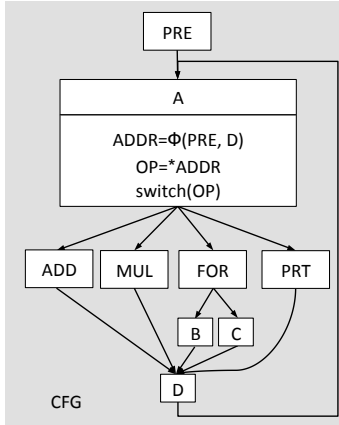 PRE
A
ADDR=Φ(PRE, D)
OP=*ADDR
switch(OP)
ADD MUL FOR PRT
B C
D
CFG